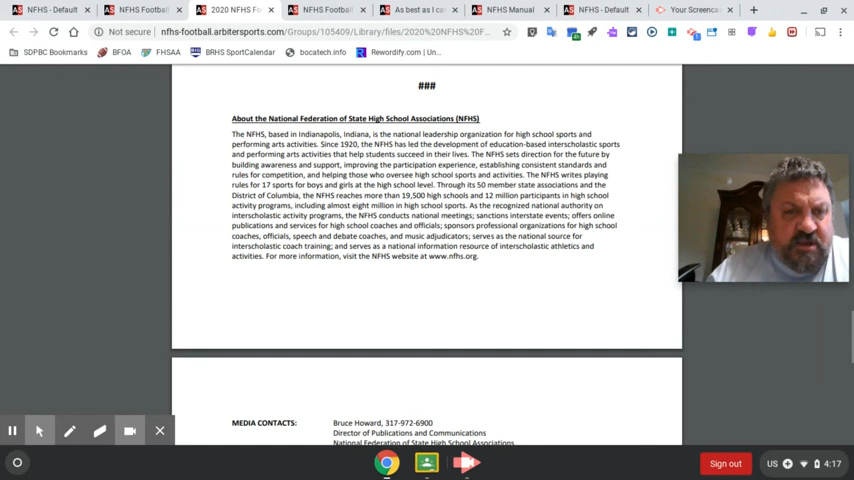 NFHS - Default
NFHS Football
2020 NFHS Fo
NFHS Football
As best as I ca
NFHS Manual
NFHS - Default
Your Screencas
Not secure
nfhs-football.arbitersports.com/Groups/105409/Library/files/2020%20NFHS%20F...
SDPBC Bookmarks
BFOA
FHSAA
BRHS SportCalendar
bocatech.info
Rewordify.com | Un...
###
About the National Federation of State High School Associations (NFHS)
The NFHS, based in Indianapolis, Indiana, is the national leadership organization for high school sports and
performing arts activities. Since 1920, the NFHS has led the development of education-based interscholastic sports
and performing arts activities that help students succeed in their lives. The NFHS sets direction for the future by
building awareness and support, improving the participation experience, establishing consistent standards and
rules for competition, and helping those who oversee high school sports and activities. The NFHS writes playing
rules for 17 sports for boys and girls at the high school level. Through its 50 member state associations and the
District of Columbia, the NFHS reaches more than 19,500 high schools and 12 million participants in high school
activity programs, including almost eight million in high school sports. As the recognized national authority on
interscholastic activity programs, the NFHS conducts national meetings; sanctions interstate events; offers online
publications and services for high school coaches and officials; sponsors professional organizations for high school
coaches, officials, speech and debate coaches, and music adjudicators; serves as the national source for
interscholastic coach training; and serves as a national information resource of interscholastic athletics and
activities. For more information, visit the NFHS website at www.nfhs.org.
MEDIA CONTACTS:
Bruce Howard, 317-972-6900
Director of Publications and Communications
National Federation of State High School Associations
Sign out
US
4:17